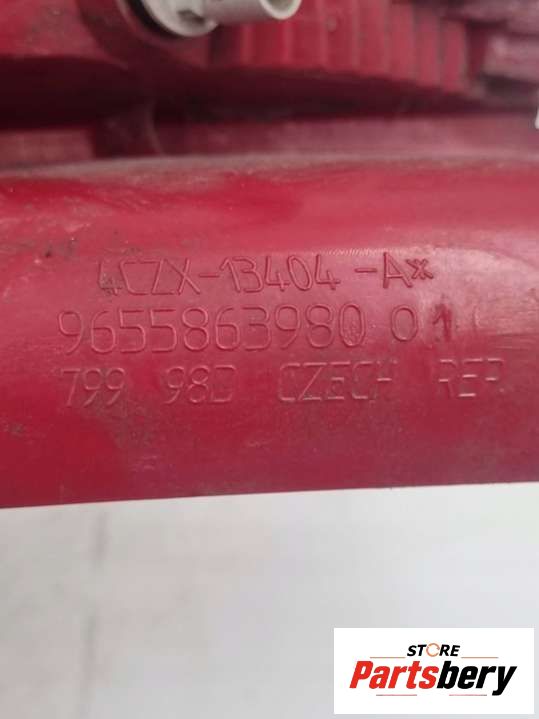 4CZX-13404-A*
9655863980 01
799 98D CZECH REP.
STORE
Partsbery